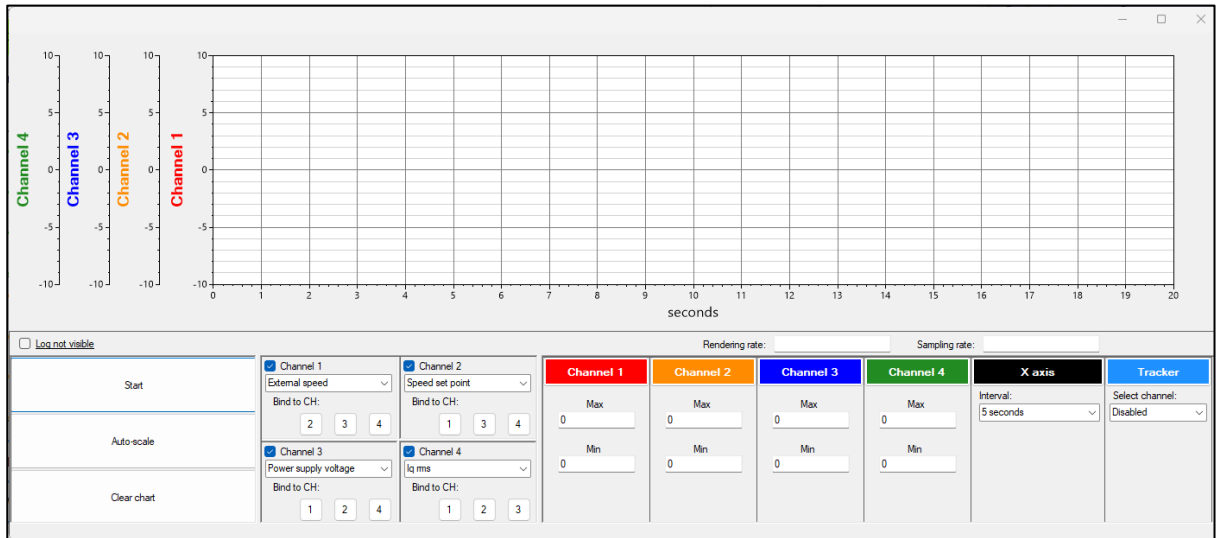 10 10 10 10
5 5 5 5
0 0 0 0
-5 -5 -5 -5
-10 -10 -10 -10
Channel 4
Channel 3
Channel 2
Channel 1
0 1 2 3 4 5 6 7 8 9 10 11 12 13 14 15 16 17 18 19 20
seconds
Log not visible
Rendering rate:
Sampling rate:
Start
Auto-scale
Clear chart
Channel 1
External speed
Bind to CH:
2 3 4
Channel 2
Speed set point
Bind to CH:
1 3 4
Channel 3
Power supply voltage
Bind to CH:
1 2 4
Channel 4
Iq rms
Bind to CH:
1 2 3
Channel 1
Max
0
Min
0
Channel 2
Max
0
Min
0
Channel 3
Max
0
Min
0
Channel 4
Max
0
Min
0
X axis
Interval:
5 seconds
Tracker
Select channel:
Disabled